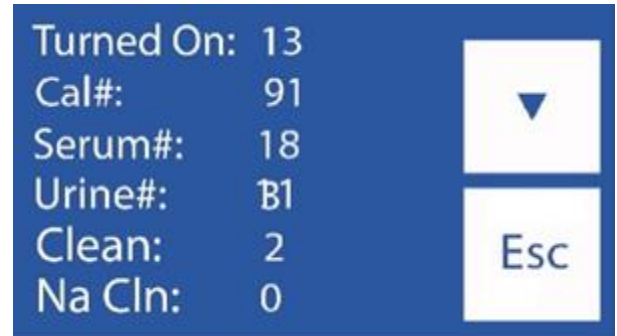 Turned On: 13
Cal#: 91
Serum#: 18
Urine#:
Clean: 2
Na Cln: 0
▼
Esc